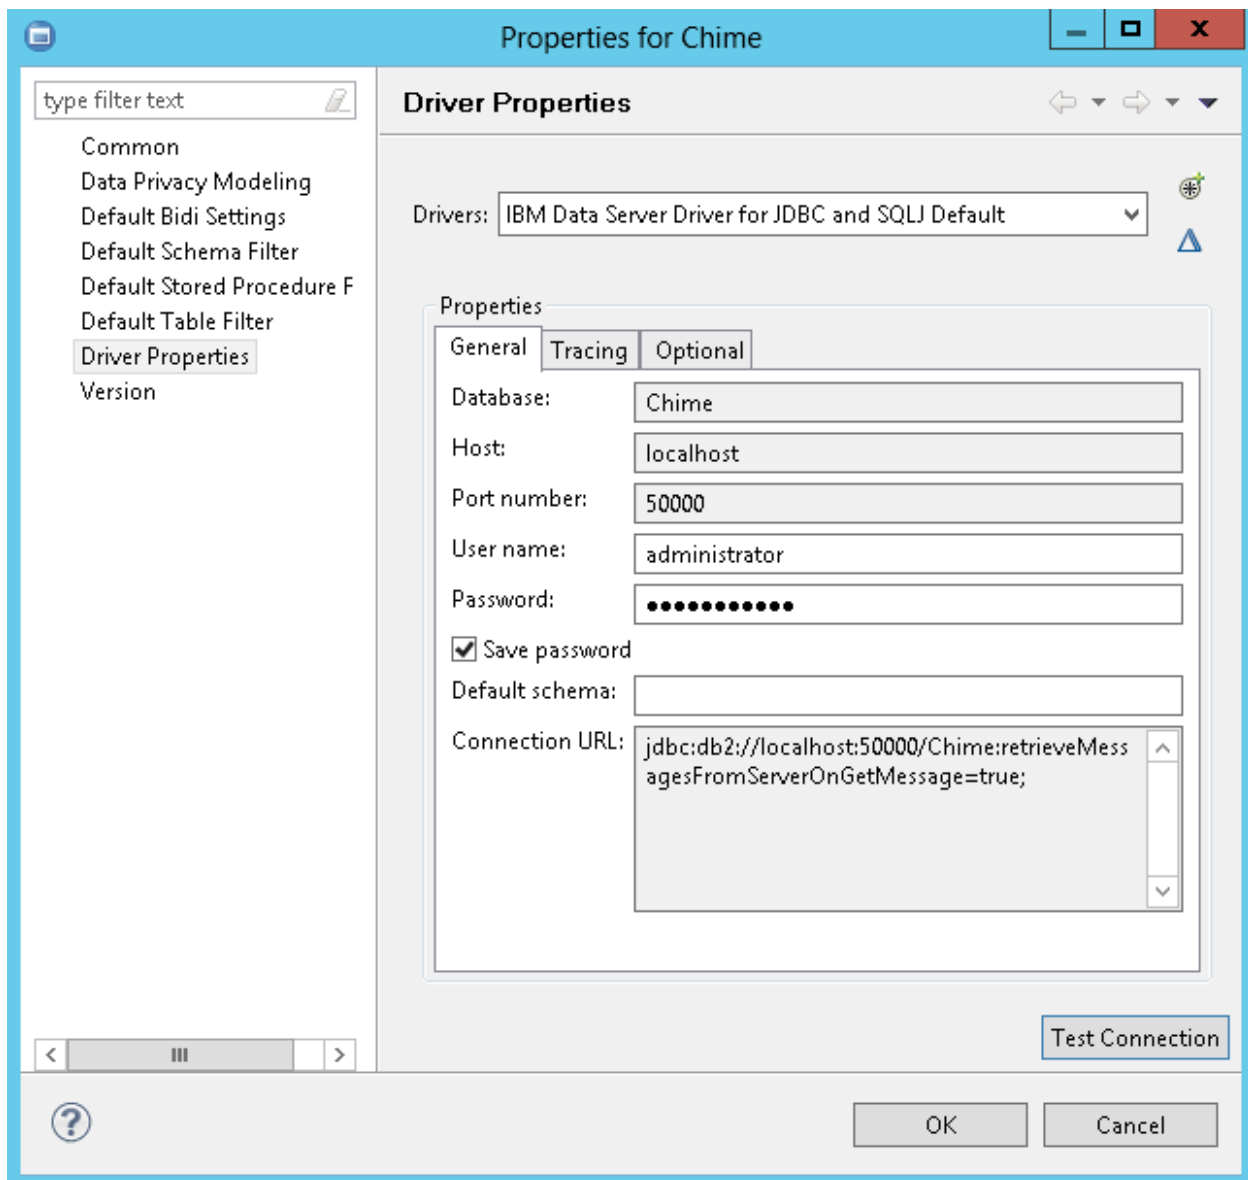 Properties for Chime
type filter text
Common
Data Privacy Modeling
Default Bidi Settings
Default Schema Filter
Default Stored Procedure F
Default Table Filter
Driver Properties
Version
Driver Properties
Drivers: IBM Data Server Driver for JDBC and SQLJ Default
Properties
General Tracing Optional
Database: Chime
Host: localhost
Port number: 50000
User name: administrator
Password: ●●●●●●●●●●●
Save password
Default schema:
Connection URL: jdbc:db2://localhost:50000/Chime:retrieveMess
agesFromServerOnGetMessage=true;
Test Connection
OK Cancel